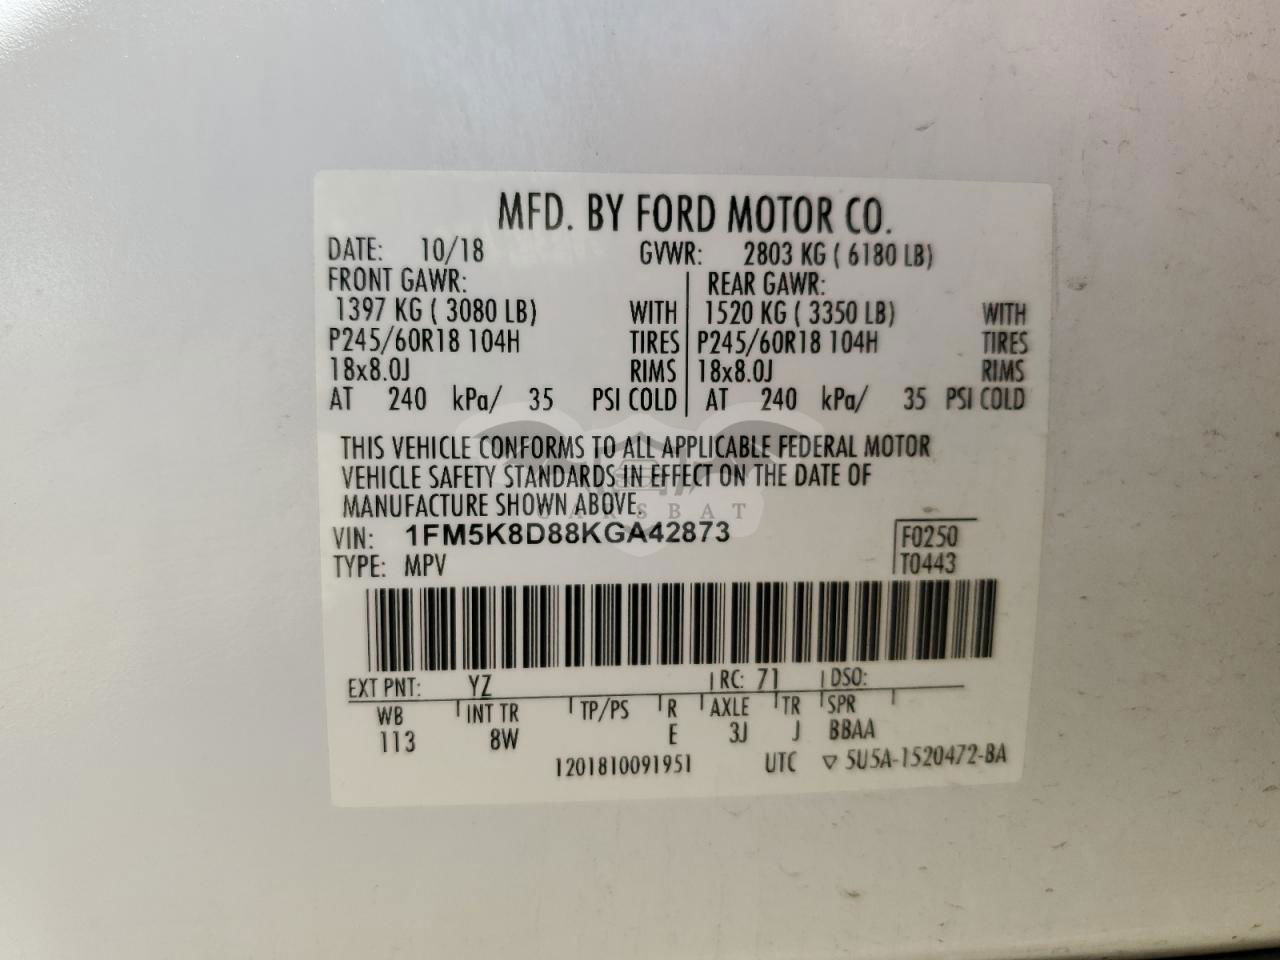 MFD. BY FORD MOTOR CO.
DATE: 10/18 GVWR: 2803 KG ( 6180 LB)
FRONT GAWR: REAR GAWR:
1397 KG ( 3080 LB) WITH 1520 KG ( 3350 LB) WITH
P245/60R18 104H TIRES P245/60R18 104H TIRES
18x8.0J RIMS 18x8.0J RIMS
AT 240 kPa/ 35 PSI COLD AT 240 kPa/ 35 PSI COLD
THIS VEHICLE CONFORMS TO ALL APPLICABLE FEDERAL MOTOR
VEHICLE SAFETY STANDARDS IN EFFECT ON THE DATE OF
MANUFACTURE SHOWN ABOVE.
CARSBAT
VIN: 1FM5K8D88KGA42873 F0250
TYPE: MPV T0443
EXT PNT: YZ RC: 71 DSO:
WB INT TR TP/PS R AXLE TR SPR
113 8W E 3J J BBAA
1201810091951 UTC ▽ 5U5A-1520472-BA